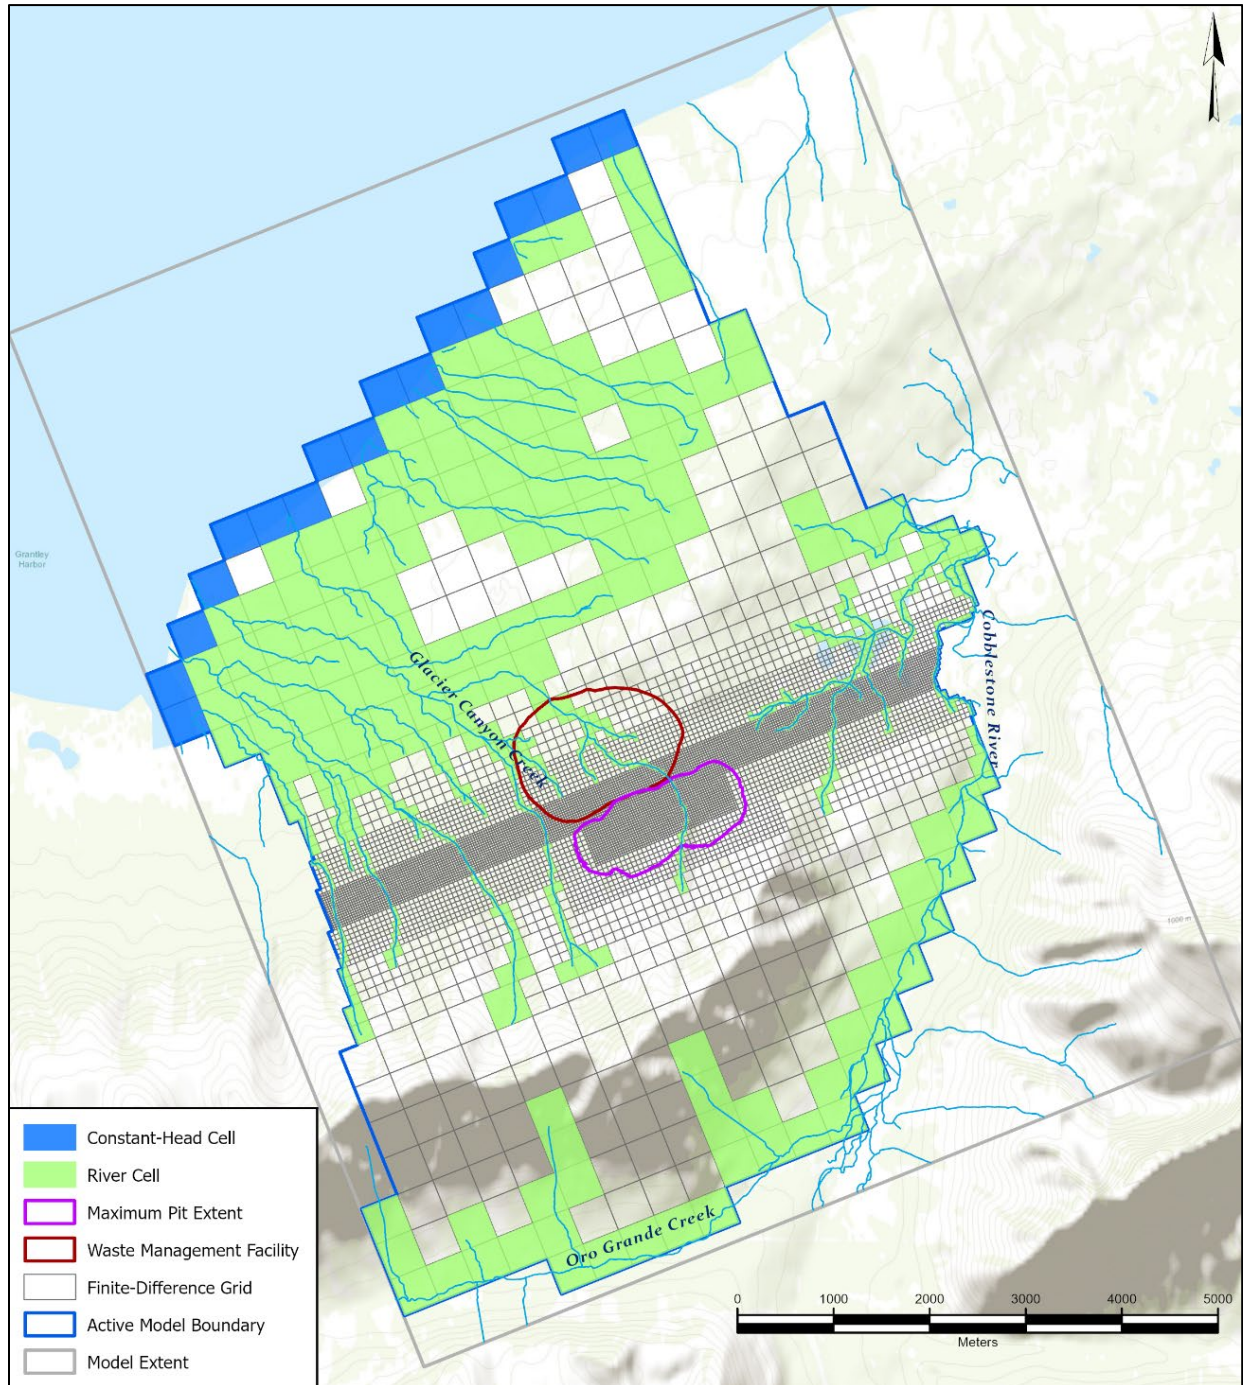 Grantley
Harbor
Glacier Canyon Creek
Cobblestone River
1000 m
Oro Grande Creek
Constant-Head Cell
River Cell
Maximum Pit Extent
Waste Management Facility
Finite-Difference Grid
Active Model Boundary
Model Extent
0 1000 2000 3000 4000 5000
Meters